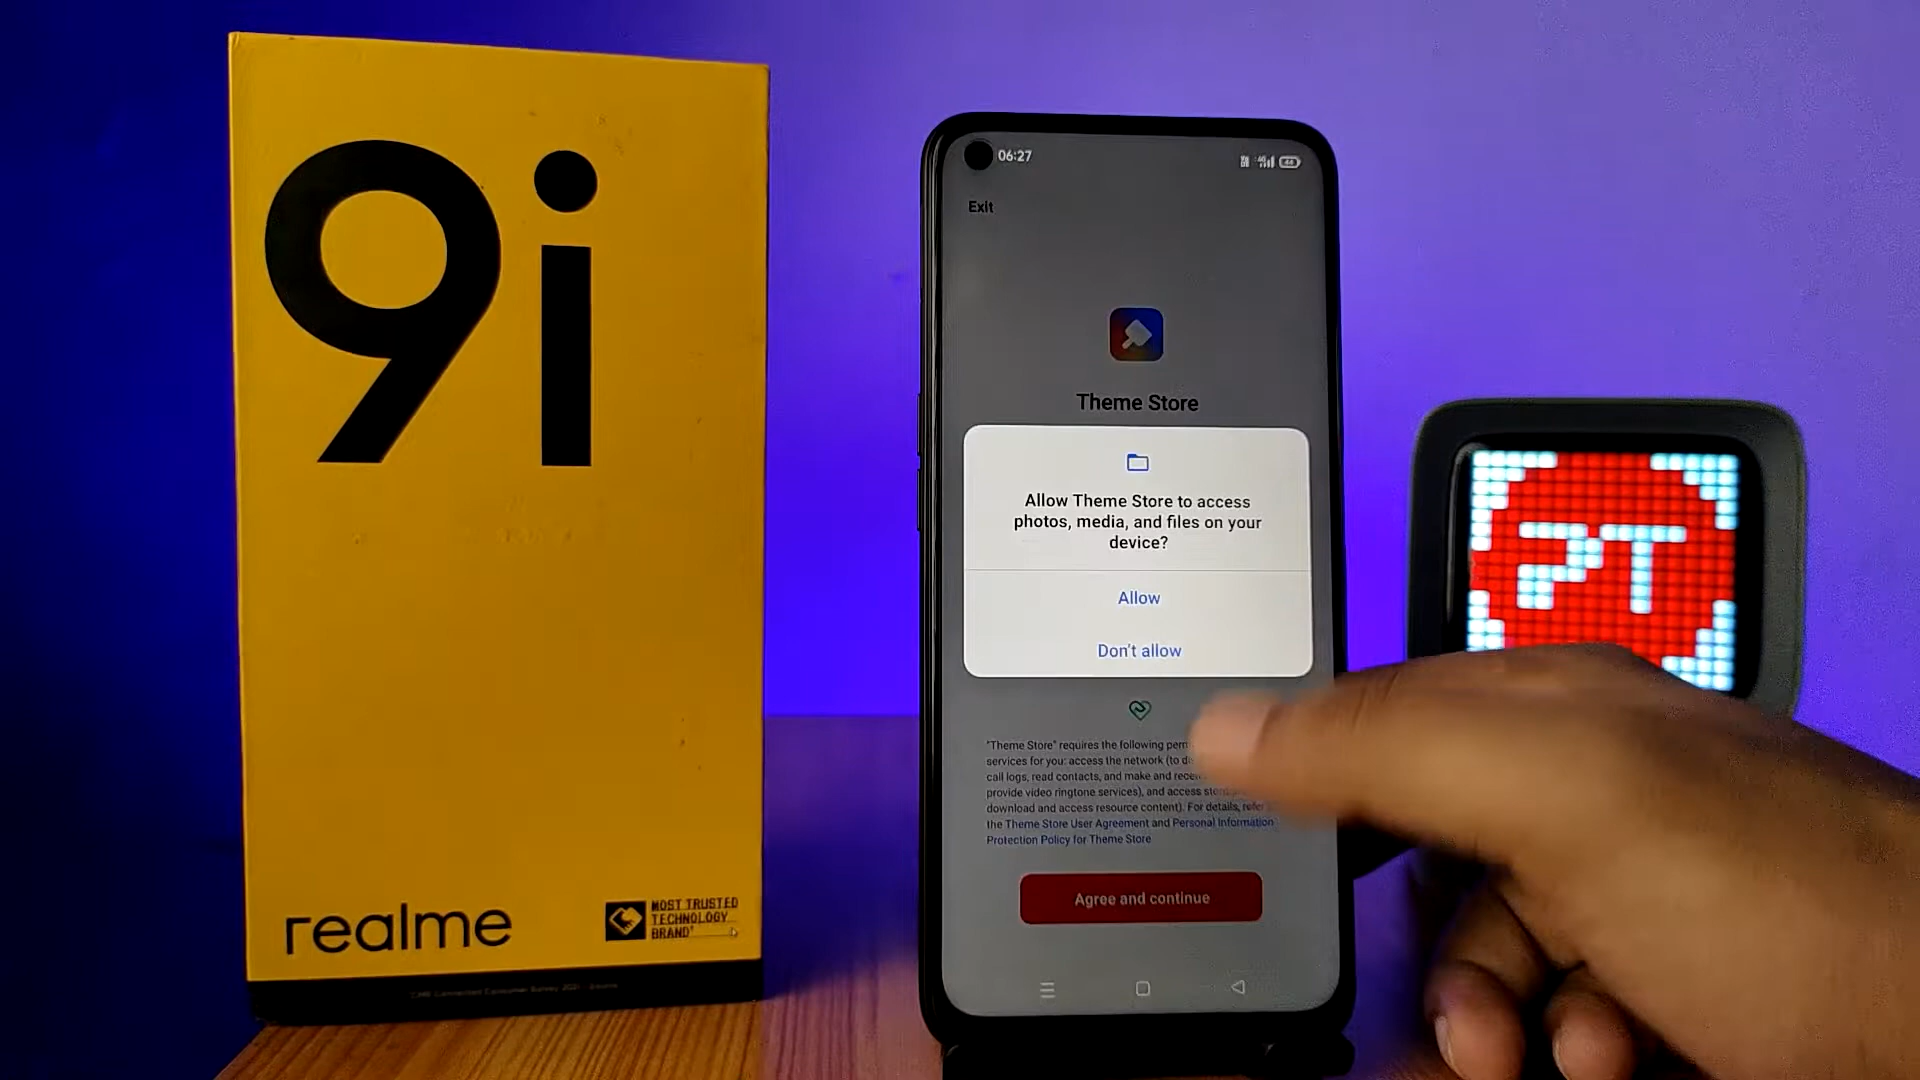 9i
realme
MOST TRUSTED
TECHNOLOGY
BRAND*
06:27
Exit
Theme Store
Allow Theme Store to access
photos, media, and files on your
device?
Allow
Don't allow
"Theme Store" requires the following
services for you: access the network (to
call logs, read contacts, and make and
provide video ringtone services), and access
download and access resource content). For details, refer
the Theme Store User Agreement and Personal Information
Protection Policy for Theme Store
Agree and continue
PT